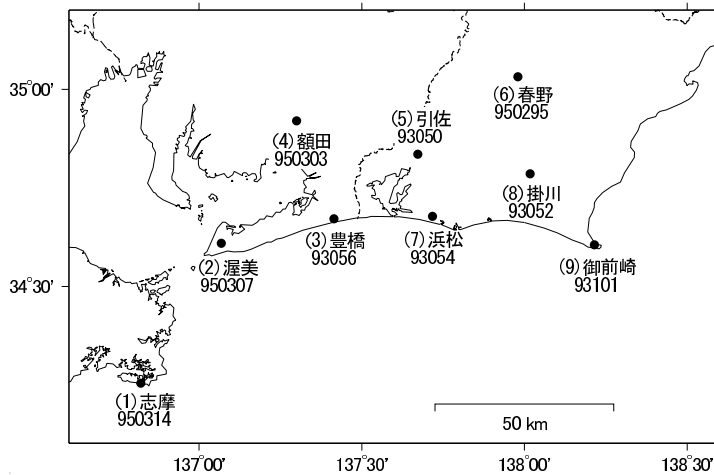 35°00'
34°30'
(6) 春野
950295
(5) 引佐
93050
(4) 額田
950303
(8) 掛川
93052
(3) 豊橋
93056
(7) 浜松
93054
(2) 渥美
950307
(9) 御前崎
93101
(1) 志摩
950314
50 km
137°00'
137°30'
138°00'
138°30'